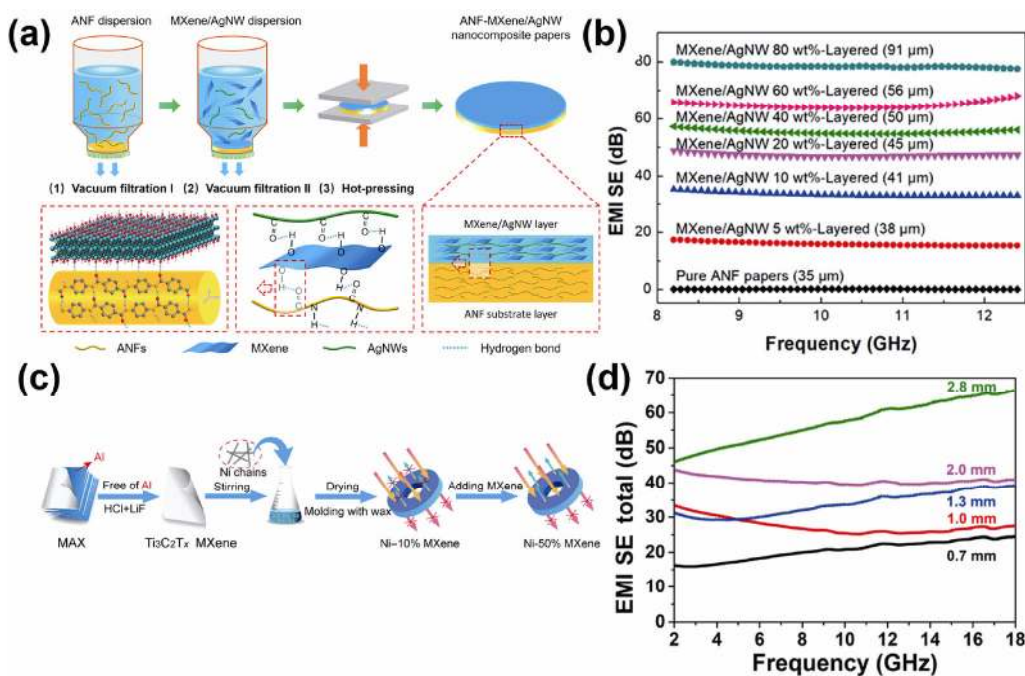 (a)
ANF dispersion
MXene/AgNW dispersion
ANF-MXene/AgNW
nanocomposite papers
(1) Vacuum filtration I
(2) Vacuum filtration II
(3) Hot-pressing
MXene/AgNW layer
ANF substrate layer
ANFs
MXene
AgNWs
Hydrogen bond
(b)
EMI SE (dB)
80
60
40
20
0
MXene/AgNW 80 wt%-Layered (91 μm)
MXene/AgNW 60 wt%-Layered (56 μm)
MXene/AgNW 40 wt%-Layered (50 μm)
MXene/AgNW 20 wt%-Layered (45 μm)
MXene/AgNW 10 wt%-Layered (41 μm)
MXene/AgNW 5 wt%-Layered (38 μm)
Pure ANF papers (35 μm)
8 9 10 11 12
Frequency (GHz)
(c)
Al
MAX
Free of Al
HCl+LiF
Ti3C2Tx MXene
Ni chains
Stirring
Drying
Molding with wax
Ni–10% MXene
Adding MXene
Ni-50% MXene
(d)
EMI SE total (dB)
70
60
50
40
30
20
10
0
2.8 mm
2.0 mm
1.3 mm
1.0 mm
0.7 mm
2 4 6 8 10 12 14 16 18
Frequency (GHz)